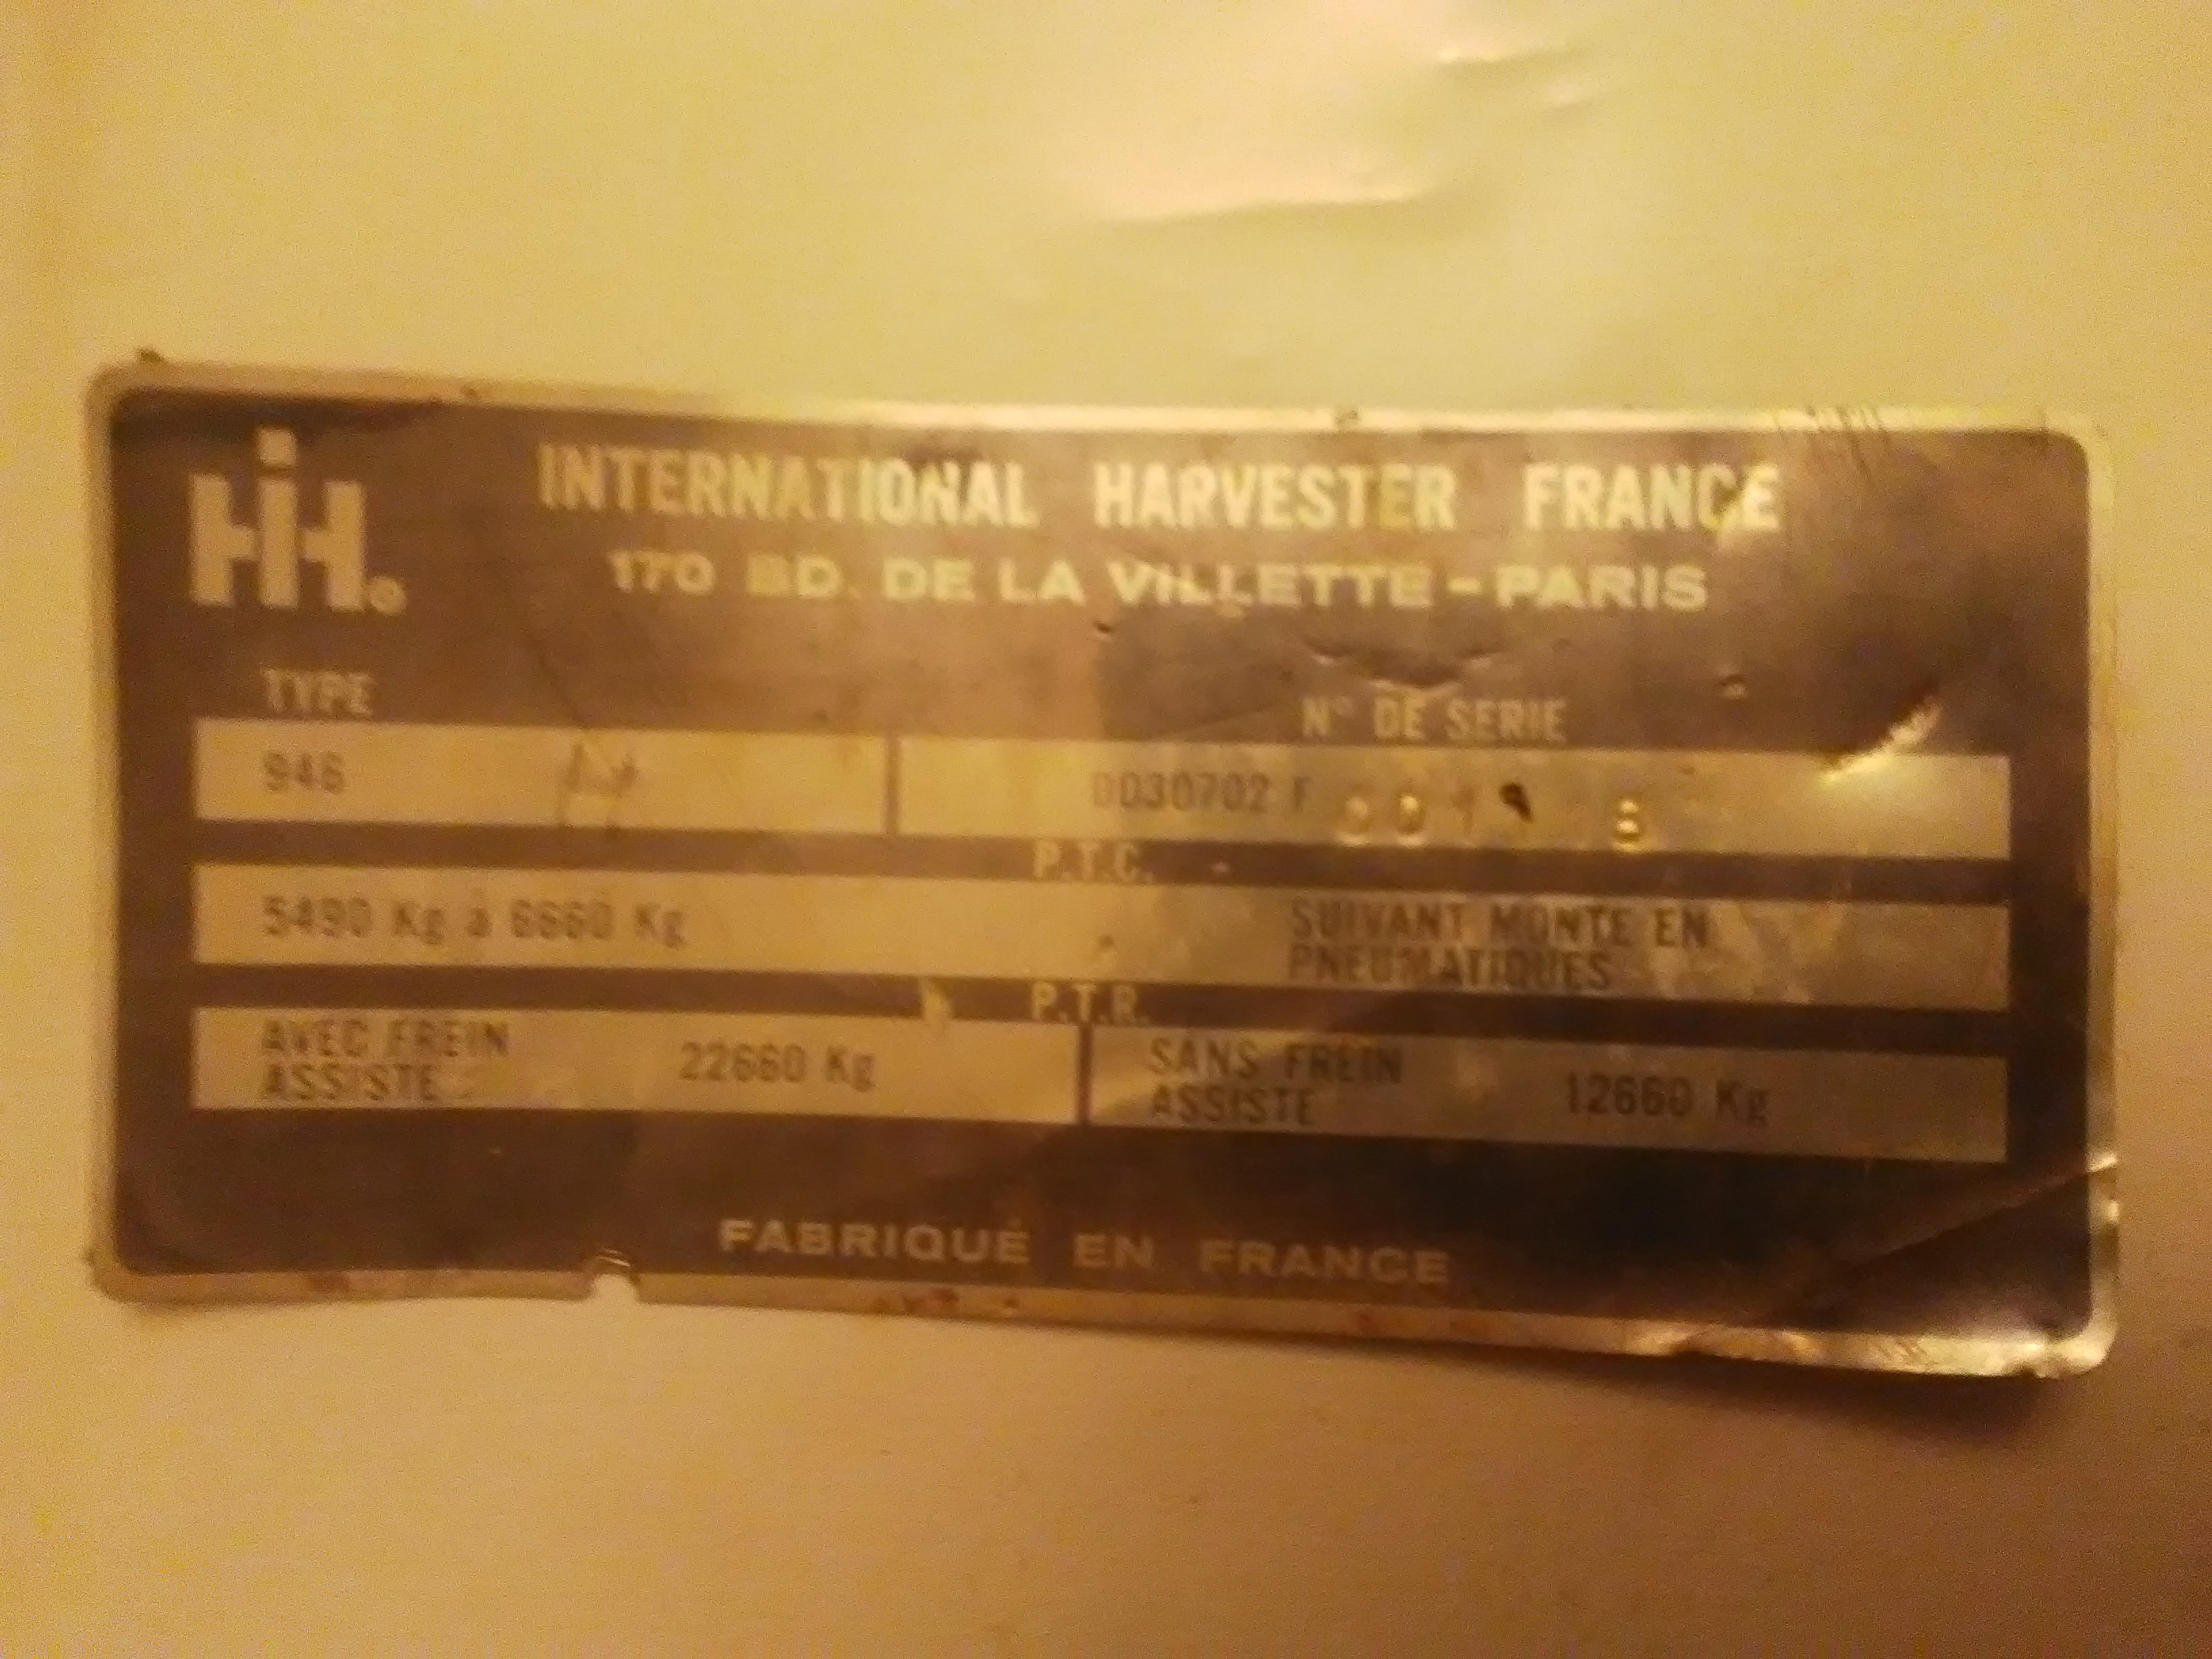 IH®
INTERNATIONAL HARVESTER FRANCE
170 BD. DE LA VILLETTE - PARIS
TYPE
N° DE SERIE
946
D030702 F
P.T.C.
5490 Kg à 6660 Kg
SUIVANT MONTE EN
PNEUMATIQUES
P.T.R.
AVEC FREIN
ASSISTE
22660 Kg
SANS FREIN
ASSISTE
12660 Kg
FABRIQUÉ EN FRANCE